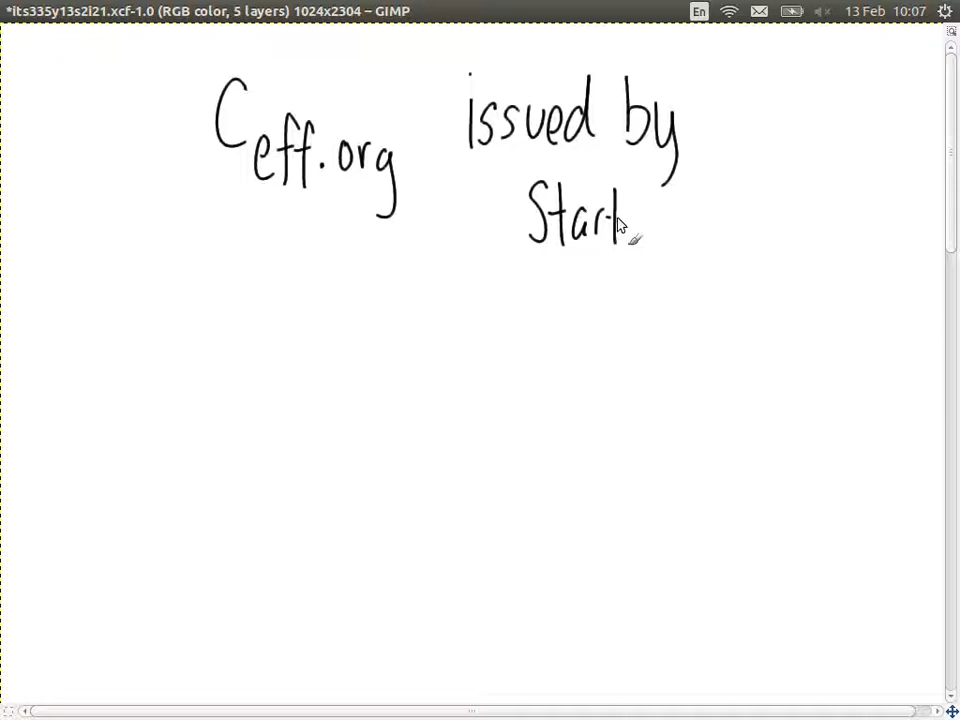 *its335y13s2i21.xcf-1.0 (RGB color, 5 layers) 1024x2304 – GIMP
En 13 Feb 10:07
C eff.org issued by
Start